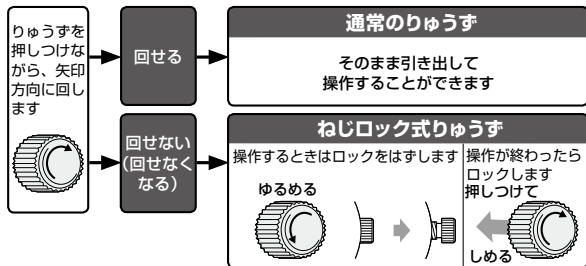 りゅうずを
押しつけな
がら、矢印
方向に回し
ます
回せる
通常のりゅうず
そのまま引き出して
操作することができます
回せない
(回せなく
なる)
ねじロック式りゅうず
操作するときはロックをはずします
ゆるめる
操作が終わったら
ロックします
押しつけて
しめる